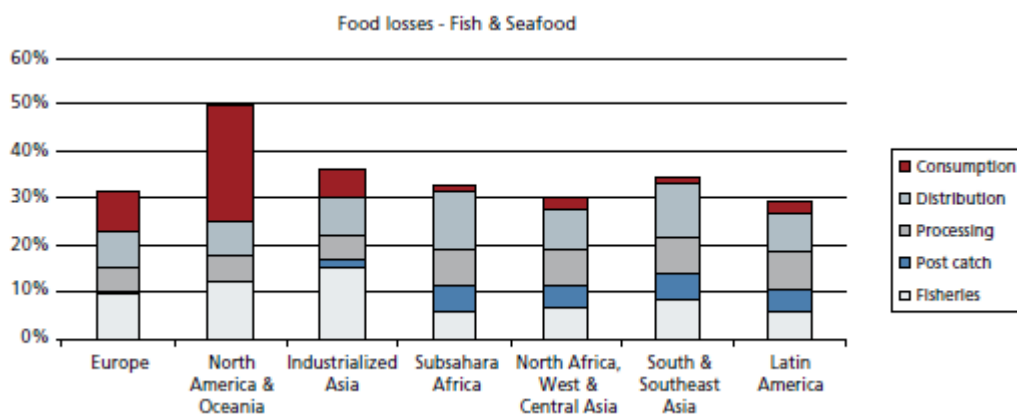 Food losses - Fish & Seafood
60%
50%
40%
30%
20%
10%
0%
Europe
North
America &
Oceania
Industrialized
Asia
Subsahara
Africa
North Africa,
West &
Central Asia
South &
Southeast
Asia
Latin
America
Consumption
Distribution
Processing
Post catch
Fisheries